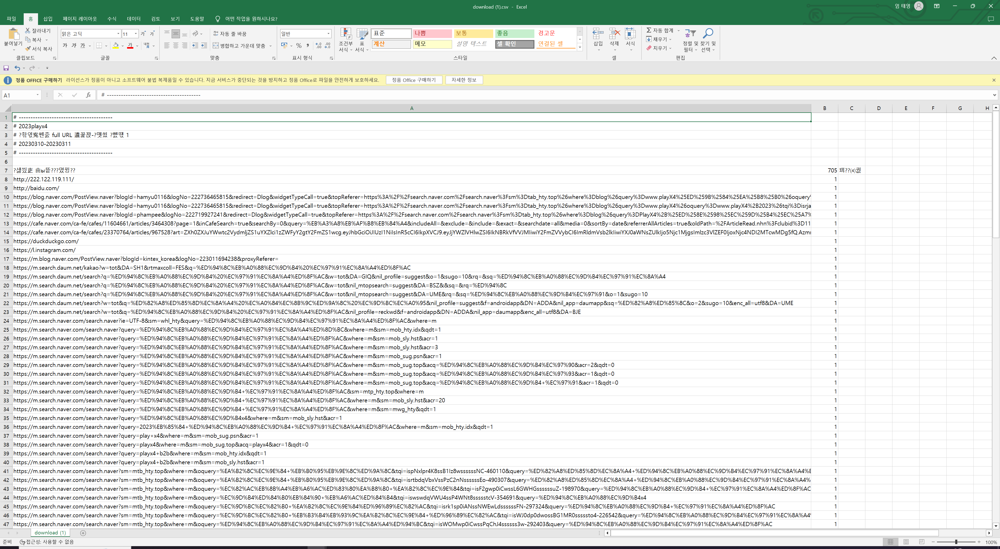 download (1).csv - Excel
엄 태영
파일 홈 삽입 페이지 레이아웃 수식 데이터 검토 보기 도움말 어떤 작업을 원하시나요?
붙여넣기 잘라내기 복사 서식 복사 클립보드
맑은 고딕 11 가 가 가 가 가 가 내천 글꼴
자동 줄 바꿈 병합하고 가운데 맞춤 맞춤
일반 % 표시 형식
조건부 서식 표 서식 표준 나쁨 보통 좋음 경고문
계산 메모 설명 텍스트 셀 확인 연결된 셀 스타일
삽입 삭제 서식 셀
자동 합계 채우기 지우기 정렬 및 필터 찾기 및 선택 편집
정품 OFFICE 구매하기 라이선스가 정품이 아니고 소프트웨어 불법 복제품일 수 있습니다. 지금 서비스가 중단되는 것을 방지하고 정품 Office로 파일을 안전하게 보호하세요. 정품 Office 구매하기 자세한 정보
A1 fx # ----------------------------------------
A B C D E F G H
1 # ----------------------------------------
2 # 2023playx4
3 # full URL 1
4 # 20230310-20230311
5 # ----------------------------------------
6
7 705
8 http://222.122.119.111/ 1
9 http://baidu.com/ 1
10 https://blog.naver.com/PostView.naver?blogId=hamyu0116&logNo=222736465815&redirect=Dlog&widgetTypeCall=true&topReferer=https%3A%2F%2Fsearch.naver.com%2Fsearch.naver%3Fsm%3Dtab_hty.top%26where%3Dblog%26query%3Dwww.playX4%25ED%259B%2584%25EA%25B8%25B0%26oquery% 1
11 https://blog.naver.com/PostView.naver?blogId=hamyu0116&logNo=222736465815&redirect=Dlog&widgetTypeCall=true&topReferer=https%3A%2F%2Fsearch.naver.com%2Fsearch.naver%3Fsm%3Dtab_hty.top%26where%3Dblog%26query%3Dwww.playX4%26oquery%3Dwww.playX4%2B2023%26tqi%3Disrja 1
12 https://blog.naver.com/PostView.naver?blogId=phampee&logNo=222719927241&redirect=Dlog&widgetTypeCall=true&topReferer=https%3A%2F%2Fsearch.naver.com%2Fsearch.naver%3Fsm%3Dtab_hty.top%26where%3Dblog%26query%3DPlayX4%2B%25ED%258E%2598%25EC%259D%25B4%25EC%25A7% 1
13 https://cafe.naver.com/ca-fe/cafes/11604661/articles/3464308?page=1&inCafeSearch=true&searchBy=0&query=%EB%A3%A8%EB%AF%B8%EB%84%A4&includeAll=&exclude=&include=&exact=&searchdate=all&media=0&sortBy=date&referrerAllArticles=true&oldPath=%2FArticleRead.nhn%3Fclubid%3D11 1
14 https://cafe.naver.com/ca-fe/cafes/23370764/articles/967528?art= 1
15 https://duckduckgo.com/ 1
16 https://l.instagram.com/ 1
17 https://m.blog.naver.com/PostView.naver?blogId=kintex_korea&logNo=223011694238&proxyReferer= 1
18 https://m.search.daum.net/kakao?w=tot&DA=SH1&rtmaxcoll=FES&q=%ED%94%8C%EB%A0%88%EC%9D%B4%20%EC%97%91%EC%8A%A4%ED%8F%AC 1
19 https://m.search.daum.net/search?q=%ED%94%8C%EB%A0%88%EC%9D%B4%20%EC%97%91%EC%8A%A4%ED%8F%AC&w=tot&DA=GIQ&nil_profile=suggest&o=1&sugo=10&rq=&sq=%ED%94%8C%EB%A0%88%EC%9D%B4%EC%97%91%EC%8A%A4 1
20 https://m.search.daum.net/search?q=%ED%94%8C%EB%A0%88%EC%9D%B4%20%EC%97%91%EC%8A%A4%ED%8F%AC&w=tot&nil_mtopsearch=suggest&DA=BSZ&&sq=&rq=%ED%94%8C 1
21 https://m.search.daum.net/search?q=%ED%94%8C%EB%A0%88%EC%9D%B4%20%EC%97%91%EC%8A%A4%ED%8F%AC&w=tot&nil_mtopsearch=suggest&DA=UME&rq=&sq=%ED%94%8C%EB%A0%88%EC%9D%B4%EC%97%91&o=1&sugo=10 1
22 https://m.search.daum.net/search?w=tot&q=%ED%82%A8%ED%85%8D%EC%8A%A4%20%EC%A0%84%EC%8B%9C%ED%9A%8C%20%EC%9D%BC%EC%A0%95&nil_profile=suggest&f=androidapp&DN=ADDA&nil_app=daumapp&sq=%ED%82%A8%ED%85%8C&o=2&sugo=10&enc_all=utf8&DA=UME 1
23 https://m.search.daum.net/search?w=tot&q=%ED%94%8C%EB%A0%88%EC%9D%B4%20%EC%97%91%EC%8A%A4%ED%8F%AC&nil_profile=reckwd&f=androidapp&DN=ADDA&nil_app=daumapp&enc_all=utf8&DA=BJE 1
24 https://m.search.naver.com/search.naver?ie=UTF-8&sm=whl_hty&query=%ED%94%8C%EB%A0%88%EC%9D%B4%EC%97%91%EC%8A%A4%ED%8F%AC&where=m 1
25 https://m.search.naver.com/search.naver?query=%ED%94%8C%EB%A0%88%EC%9D%B4%EC%97%91%EC%8A%A4%ED%8D%BC&where=m&sm=mob_hty.idx&qdt=1 1
26 https://m.search.naver.com/search.naver?query=%ED%94%8C%EB%A0%88%EC%9D%B4%EC%97%91%EC%8A%A4%ED%8F%AC&where=m&sm=mob_sly.hst&acr=1 1
27 https://m.search.naver.com/search.naver?query=%ED%94%8C%EB%A0%88%EC%9D%B4%EC%97%91%EC%8A%A4%ED%8F%AC&where=m&sm=mob_sly.hst&acr=3 1
28 https://m.search.naver.com/search.naver?query=%ED%94%8C%EB%A0%88%EC%9D%B4%EC%97%91%EC%8A%A4%ED%8F%AC&where=m&sm=mob_sug.psn&acr=1 1
29 https://m.search.naver.com/search.naver?query=%ED%94%8C%EB%A0%88%EC%9D%B4%EC%97%91%EC%8A%A4%ED%8F%AC&where=m&sm=mob_sug.top&acq=%ED%94%8C%EB%A0%88%EC%9D%B4%EC%97%90&acr=2&qdt=0 1
30 https://m.search.naver.com/search.naver?query=%ED%94%8C%EB%A0%88%EC%9D%B4%EC%97%91%EC%8A%A4%ED%8F%AC&where=m&sm=mob_sug.top&acq=%ED%94%8C%EB%A0%88%EC%9D%B4%EC%97%93&acr=1&qdt=0 1
31 https://m.search.naver.com/search.naver?query=%ED%94%8C%EB%A0%88%EC%9D%B4%EC%97%91%EC%8A%A4%ED%8F%AC&where=m&sm=mob_sug.top&acq=%ED%94%8C%EB%A0%88%EC%9D%B4+%EC%97%91&acr=1&qdt=0 1
32 https://m.search.naver.com/search.naver?query=%ED%94%8C%EB%A0%88%EC%9D%B4+%EC%97%91%EC%8A%A4%ED%8F%AC&sm=mtp_hty.top&where=m 1
33 https://m.search.naver.com/search.naver?query=%ED%94%8C%EB%A0%88%EC%9D%B4+%EC%97%91%EC%8A%A4%ED%8F%AC&where=m&sm=mob_sly.hst&acr=20 1
34 https://m.search.naver.com/search.naver?query=%ED%94%8C%EB%A0%88%EC%9D%B4+%EC%97%91%EC%8A%A4%ED%8F%AC&where=m&sm=mwg_hty&qdt=1 1
35 https://m.search.naver.com/search.naver?query=%ED%94%8C%EB%A0%88%EC%9D%B4x4&where=m&sm=mob_sly.hst&acr=1 1
36 https://m.search.naver.com/search.naver?query=2023%EB%85%84+%ED%94%8C%EB%A0%88%EC%9D%B4+%EC%97%91%EC%8A%A4%ED%8F%AC&where=m&sm=mob_hty.idx&qdt=1 1
37 https://m.search.naver.com/search.naver?query=play+x4&where=m&sm=mob_sug.psn&acr=1 1
38 https://m.search.naver.com/search.naver?query=playx4&where=m&sm=mob_sug.top&acq=playx4&acr=1&qdt=0 1
39 https://m.search.naver.com/search.naver?query=playx4+b2b&where=m&sm=mob_hty.idx&qdt=1 1
40 https://m.search.naver.com/search.naver?query=playx4+b2b&where=m&sm=mob_sly.hst&acr=1 1
41 https://m.search.naver.com/search.naver?sm=mtb_hty.top&where=m&oquery=%EA%B2%8C%EC%9E%84+%EB%B0%95%EB%9E%8C%ED%9A%8C&tqi=ispNxlpr4K8ssB1Iz8wssssssNC-460110&query=%ED%82%A8%ED%85%8D%EC%8A%A4+%ED%94%8C%EB%A0%88%EC%9D%B4%EC%97%91%EC%8A%A4%E 1
42 https://m.search.naver.com/search.naver?sm=mtb_hty.top&where=m&oquery=%EA%B2%8C%EC%9E%84+%EB%B0%95%EB%9E%8C%ED%9A%8C&tqi=isrtbdqVbxVssPzC2nNssssssEo-490307&query=%ED%82%A8%ED%85%8D%EC%8A%A4+%ED%94%8C%EB%A0%88%EC%9D%B4+%EC%97%91%EC%8A%A4% 1
43 https://m.search.naver.com/search.naver?sm=mtb_hty.top&where=m&oquery=%EC%82%AC%EB%8B%A4%EB%A6%AC%ED%83%80%EA%B8%B0+%EA%B2%8C%EC%9E%84&tqi=isF2gwp0iCwssL6GWHGssssssuZ-198970&query=%ED%94%8C%EB%A0%88%EC%9D%B4+%EC%97%91%EC%8A%A4%ED%8F%AC 1
44 https://m.search.naver.com/search.naver?sm=mtb_hty.top&where=m&oquery=%EC%9D%B4%ED%84%B0%EB%84%90+%EB%A6%AC%ED%84%B4&tqi=iswswdqVWU4ssP4WNt8sssstcV-354691&query=%ED%94%8C%EB%A0%88%EC%9D%B4x4 1
45 https://m.search.naver.com/search.naver?sm=mtb_hty.top&where=m&oquery=%EC%9D%BC%EC%82%B0+%EA%B2%8C%EC%9E%84%ED%96%89%EC%82%AC&tqi=isrk1sp0iANssNWEwLdssssssFN-297324&query=%ED%94%8C%EB%A0%88%EC%9D%B4+%EC%97%91%EC%8A%A4%ED%8F%AC 1
46 https://m.search.naver.com/search.naver?sm=mtb_hty.top&where=m&oquery=%EC%9D%BC%EC%82%B0+%EB%B3%B4%EB%93%9C%EA%B2%8C%EC%9E%84+%ED%96%89%EC%82%AC&tqi=isWJ0dp0dwossBG1MR0sssssto4-226542&query=%ED%94%8C%EB%A0%88%EC%9D%B4%EC%97%91%EC%8A%A4% 1
47 https://m.search.naver.com/search.naver?sm=mtb_hty.top&where=m&oquery=%ED%94%8C%EB%A0%88%EC%9D%B4%EC%97%91%EC%8A%A4%ED%94%BC&tqi=isWOMwp0iCwssPqChJ4ssssss3w-292403&query=%ED%94%8C%EB%A0%88%EC%9D%B4%EC%97%91%EC%8A%A4%ED%8F%AC 1
download (1)
준비 접근성: 사용할 수 없음 100%